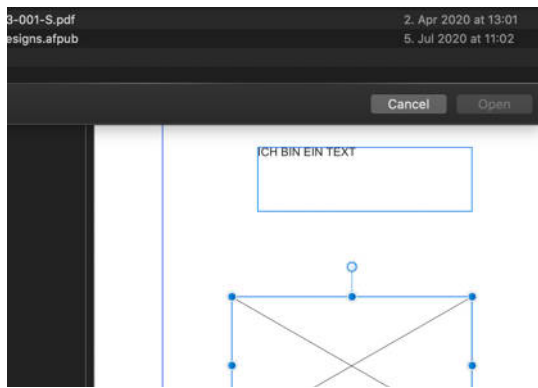 3-001-S.pdf 2. Apr 2020 at 13:01
esigns.afpub 5. Jul 2020 at 11:02
Cancel Open
ICH BIN EIN TEXT